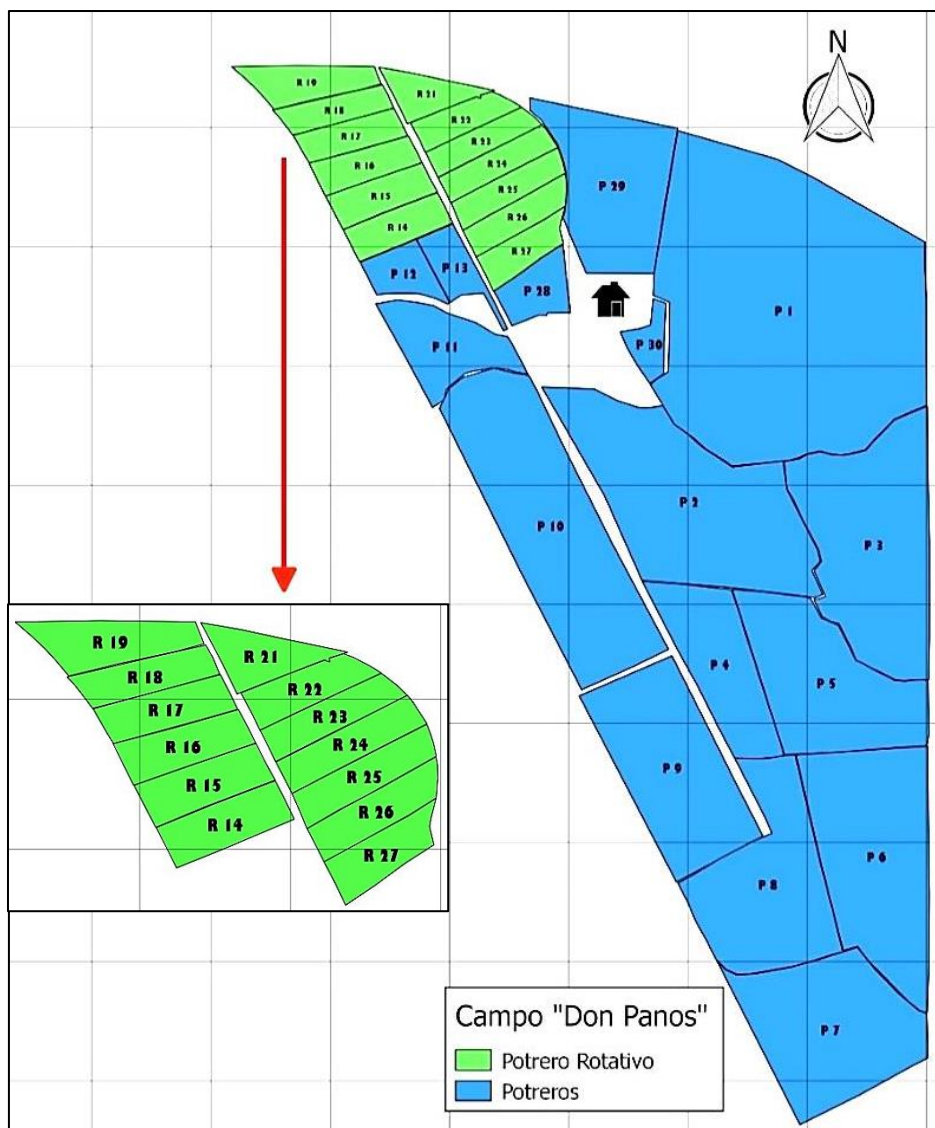 N
R 19
R 18
R 17
R 16
R 15
R 14
R 21
R 22
R 23
R 24
R 25
R 26
R 27
P 12
P 13
P 28
P 29
P 1
P 30
P 11
P 10
P 2
P 3
P 4
P 5
P 9
P 8
P 6
P 7
R 19
R 18
R 17
R 16
R 15
R 14
R 21
R 22
R 23
R 24
R 25
R 26
R 27
Campo "Don Panos"
Potrero Rotativo
Potreros